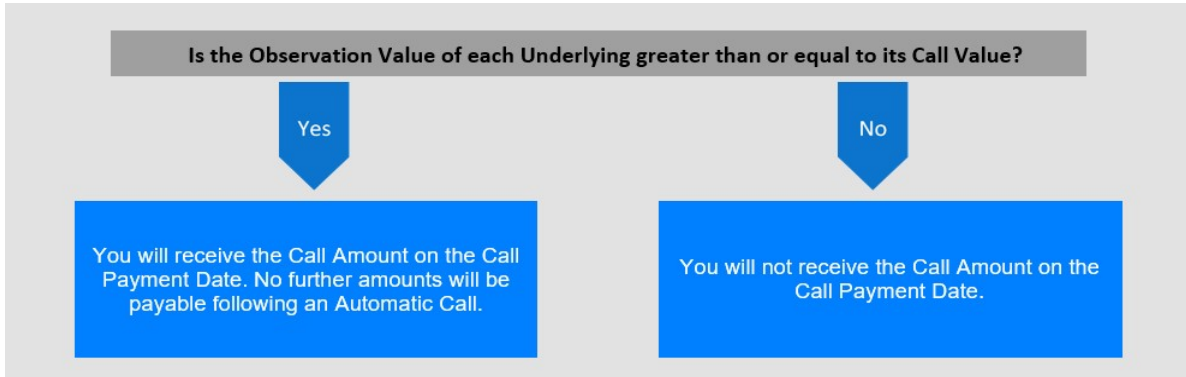 Is the Observation Value of each Underlying greater than or equal to its Call Value?
Yes
No
You will receive the Call Amount on the Call
Payment Date. No further amounts will be
payable following an Automatic Call.
You will not receive the Call Amount on the
Call Payment Date.